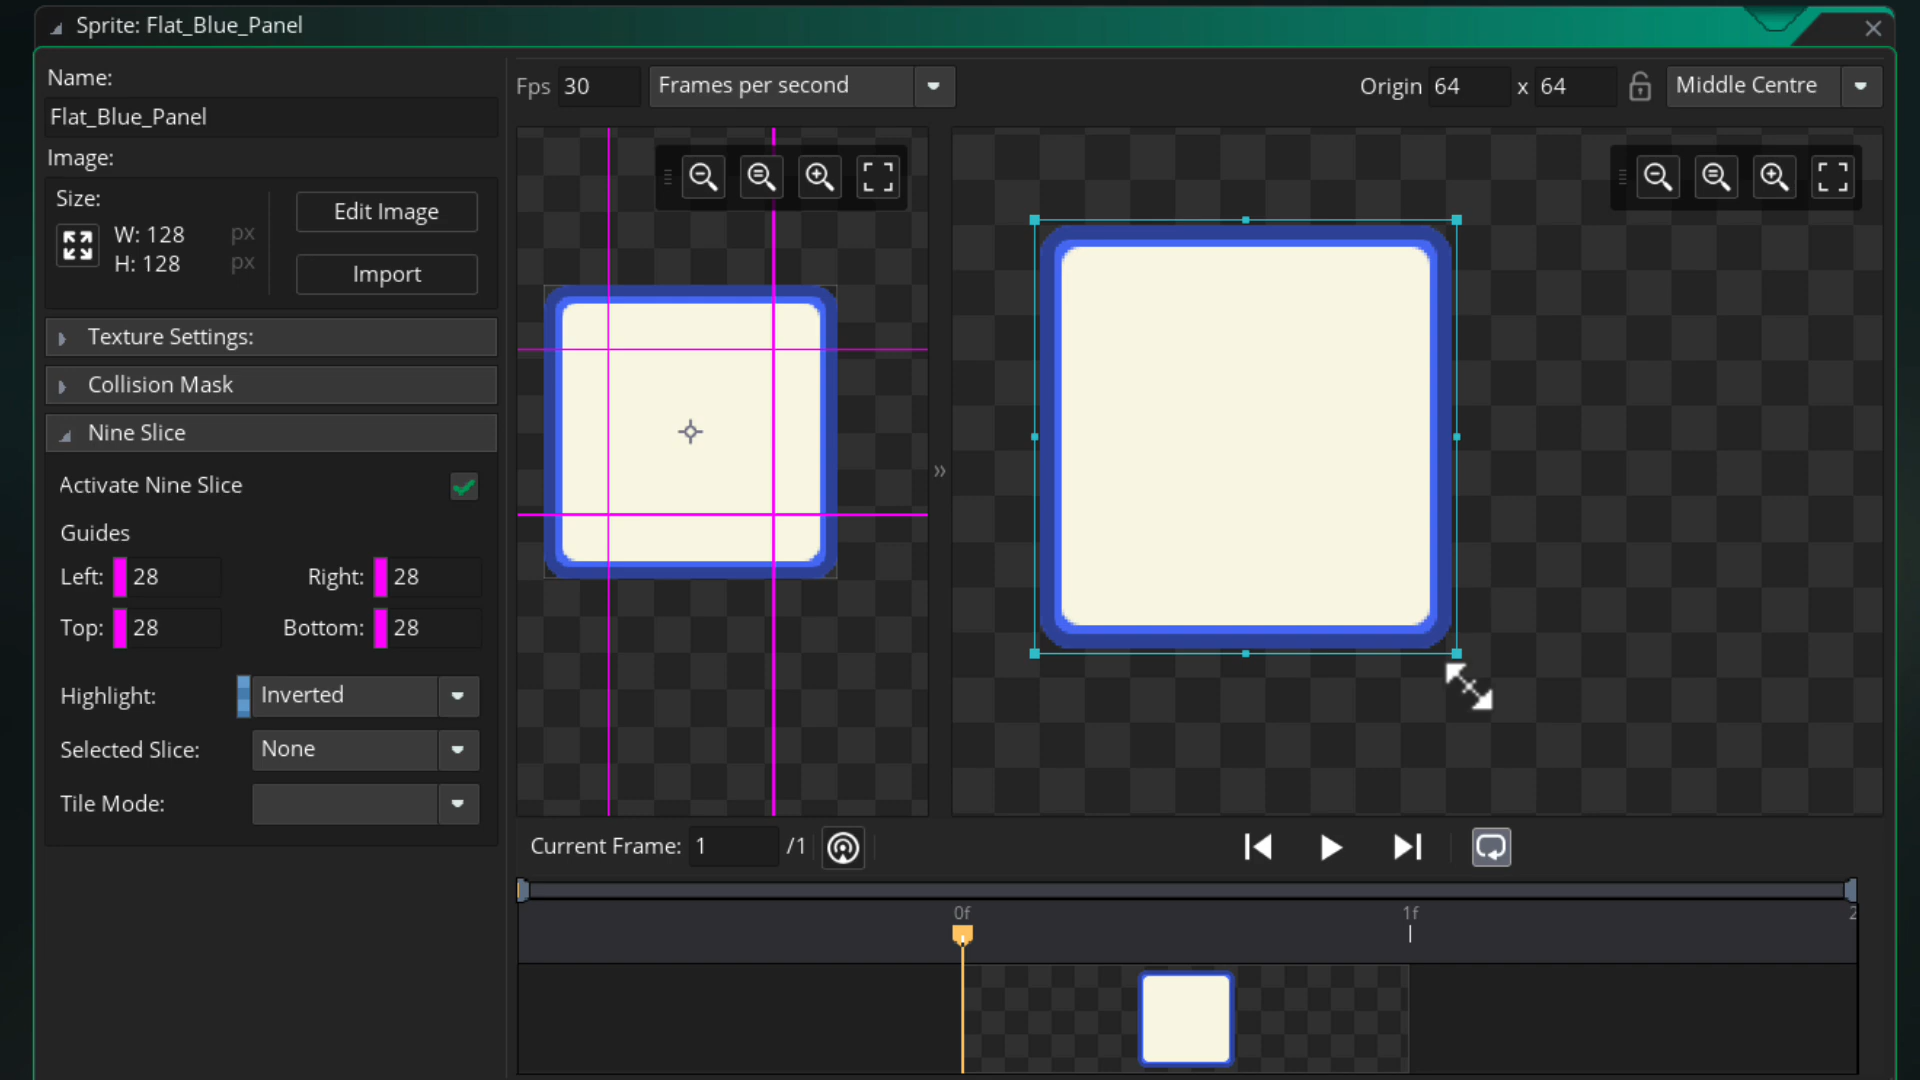 Sprite: Flat_Blue_Panel
Name:
Flat_Blue_Panel
Image:
Size:
W: 128 px
H: 128 px
Edit Image
Import
Texture Settings:
Collision Mask
Nine Slice
Activate Nine Slice
Guides
Left: 28 Right: 28
Top: 28 Bottom: 28
Highlight: Inverted
Selected Slice: None
Tile Mode:
Fps 30 Frames per second
Origin 64 x 64 Middle Centre
Current Frame: 1 /1
0f 1f 2